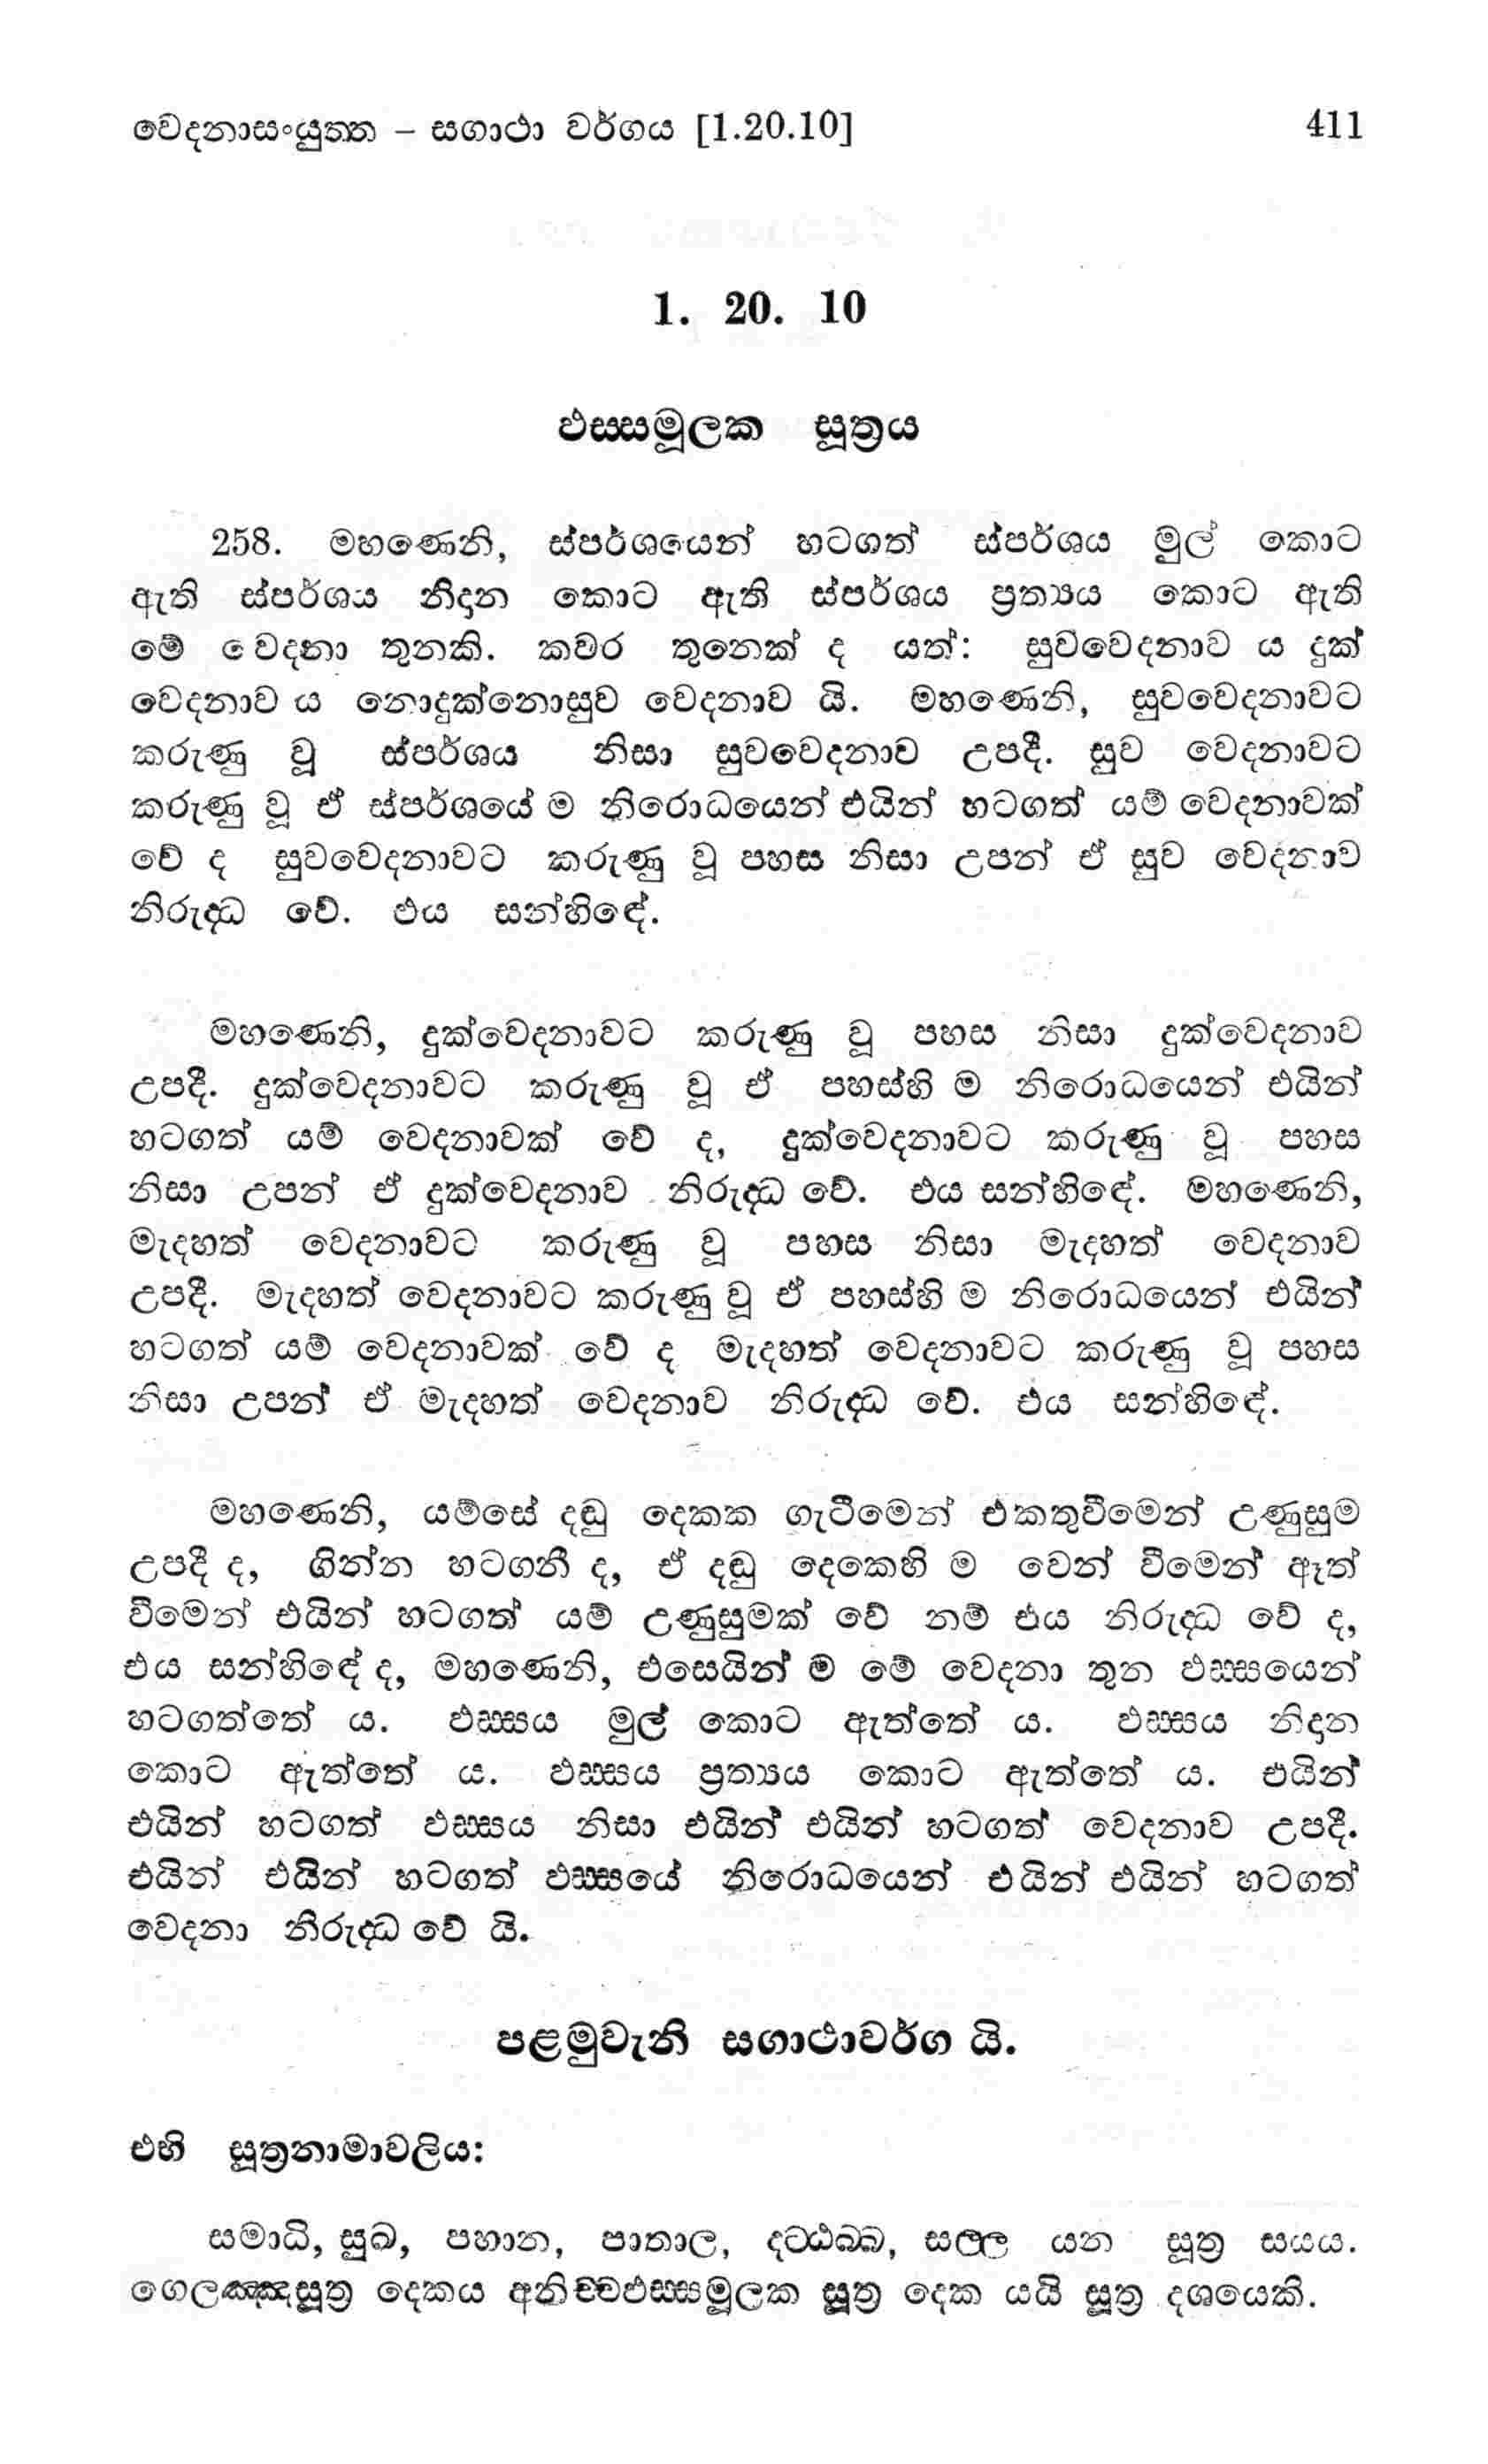 වෙදනාසංයුත්ත – සගාථා වර්ගය [1.20.10] 411
1. 20. 10
ඵස්සමූලක සූත්‍රය
258. මහණෙනි, ස්පර්ශයෙන් හටගත් ස්පර්ශය මුල් කොට
ඇති ස්පර්ශය නිදාන කොට ඇති ස්පර්ශය ප්‍රත්‍යය කොට ඇති
මේ වෙදනා තුනකි. කවර තුනෙක් ද යත්: සුවවෙදනාව ය දුක්
වෙදනාව ය නොදුක්නොසුව වෙදනාව යි. මහණෙනි, සුවවෙදනාවට
කරුණු වූ ස්පර්ශය නිසා සුවවෙදනාව උපදී. සුව වෙදනාවට
කරුණු වූ ඒ ස්පර්ශයේ ම නිරොධයෙන් එයින් හටගත් යම් වෙදනාවක්
වේ ද සුවවෙදනාවට කරුණු වූ පහස නිසා උපන් ඒ සුව වෙදනාව
නිරුද්ධ වේ. එය සන්හිඳේ.
මහණෙනි, දුක්වෙදනාවට කරුණු වූ පහස නිසා දුක්වෙදනාව
උපදී. දුක්වෙදනාවට කරුණු වූ ඒ පහස්හි ම නිරොධයෙන් එයින්
හටගත් යම් වෙදනාවක් වේ ද, දුක්වෙදනාවට කරුණු වූ පහස
නිසා උපන් ඒ දුක්වෙදනාව නිරුද්ධ වේ. එය සන්හිඳේ. මහණෙනි,
මැදහත් වෙදනාවට කරුණු වූ පහස නිසා මැදහත් වෙදනාව
උපදී. මැදහත් වෙදනාවට කරුණු වූ ඒ පහස්හි ම නිරොධයෙන් එයින්
හටගත් යම් වෙදනාවක් වේ ද මැදහත් වෙදනාවට කරුණු වූ පහස
නිසා උපන් ඒ මැදහත් වෙදනාව නිරුද්ධ වේ. එය සන්හිඳේ.
මහණෙනි, යම්සේ දඬු දෙකක ගැටීමෙන් එකතුවීමෙන් උණුසුම
උපදී ද, ගින්න හටගනී ද, ඒ දඬු දෙකෙහි ම වෙන් වීමෙන් ඈත්
වීමෙන් එයින් හටගත් යම් උණුසුමක් වේ නම් එය නිරුද්ධ වේ ද,
එය සන්හිඳේ ද, මහණෙනි, එසෙයින් ම මේ වෙදනා තුන ඵස්සයෙන්
හටගත්තේ ය. ඵස්සය මුල් කොට ඇත්තේ ය. ඵස්සය නිදාන
කොට ඇත්තේ ය. ඵස්සය ප්‍රත්‍යය කොට ඇත්තේ ය. එයින්
එයින් හටගත් ඵස්සය නිසා එයින් එයින් හටගත් වෙදනාව උපදී.
එයින් එයින් හටගත් ඵස්සයේ නිරොධයෙන් එයින් එයින් හටගත්
වෙදනා නිරුද්ධ වේ යි.
පළමුවැනි සගාථාවර්ග යි.
එහි සූත්‍රනාමාවලිය:
සමාධි, සුඛ, පහාන, පාතාල, දට්ඨබ්බ, සල්ල යන සූත්‍ර සයය.
ගෙලඤ්ඤසූත්‍ර දෙකය අනිච්චඵස්සමූලක සූත්‍ර දෙක යයි සූත්‍ර දශයෙකි.